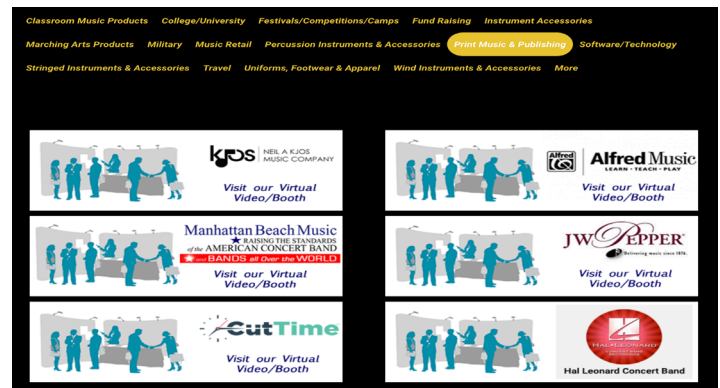 Classroom Music Products College/University Festivals/Competitions/Camps Fund Raising Instrument Accessories
Marching Arts Products Military Music Retail Percussion Instruments & Accessories Print Music & Publishing Software/Technology
Stringed Instruments & Accessories Travel Uniforms, Footwear & Apparel Wind Instruments & Accessories More
KJOS NEIL A KJOS
MUSIC COMPANY
Visit our Virtual
Video/Booth
Alfred Alfred Music
LEARN • TEACH • PLAY
Visit our Virtual
Video/Booth
Manhattan Beach Music
RAISING THE STANDARDS
of the AMERICAN CONCERT BAND
and BANDS all Over the WORLD
Visit our Virtual
Video/Booth
JW PEPPER
Delivering music since 1876.
Visit our Virtual
Video/Booth
CutTime
Visit our Virtual
Video/Booth
HAL•LEONARD
Hal Leonard Concert Band